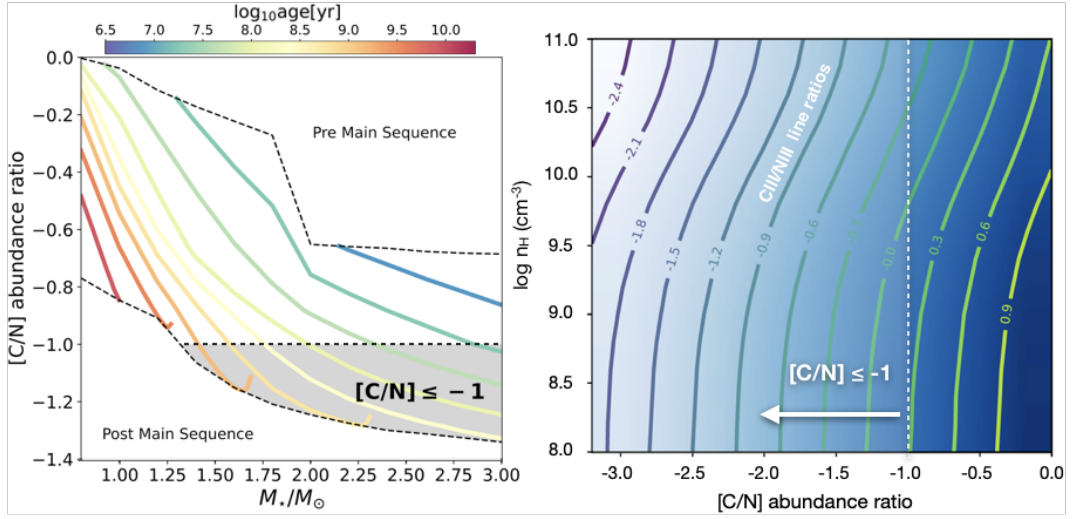 log₁₀age[yr]
6.5 7.0 7.5 8.0 8.5 9.0 9.5 10.0
[C/N] abundance ratio
0.0
−0.2
−0.4
−0.6
−0.8
−1.0
−1.2
−1.4
Pre Main Sequence
[C/N] ≤ − 1
Post Main Sequence
1.00 1.25 1.50 1.75 2.00 2.25 2.50 2.75 3.00
M⋆/M⊙
log nH (cm⁻³)
11.0
10.5
10.0
9.5
9.0
8.5
8.0
CIII/NIII line ratios
-2.4
-2.1
-1.8
-1.5
-1.2
-0.9
-0.6
-0.0
0.3
0.6
0.9
[C/N] ≤ -1
-3.0 -2.5 -2.0 -1.5 -1.0 -0.5 0.0
[C/N] abundance ratio